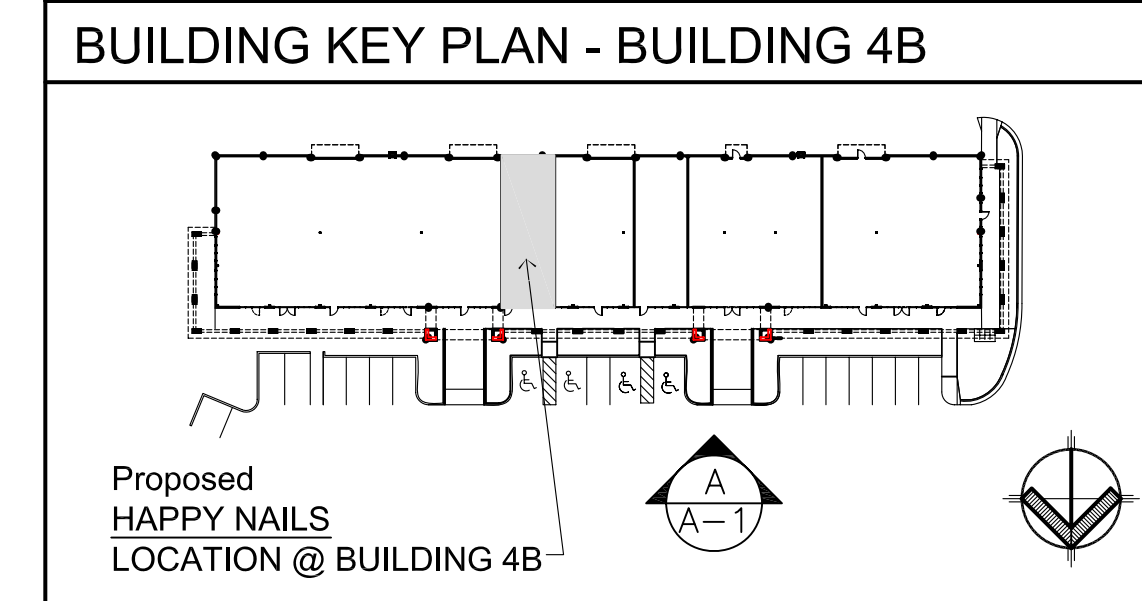 BUILDING KEY PLAN - BUILDING 4B
Proposed
HAPPY NAILS
LOCATION @ BUILDING 4B
A
A-1